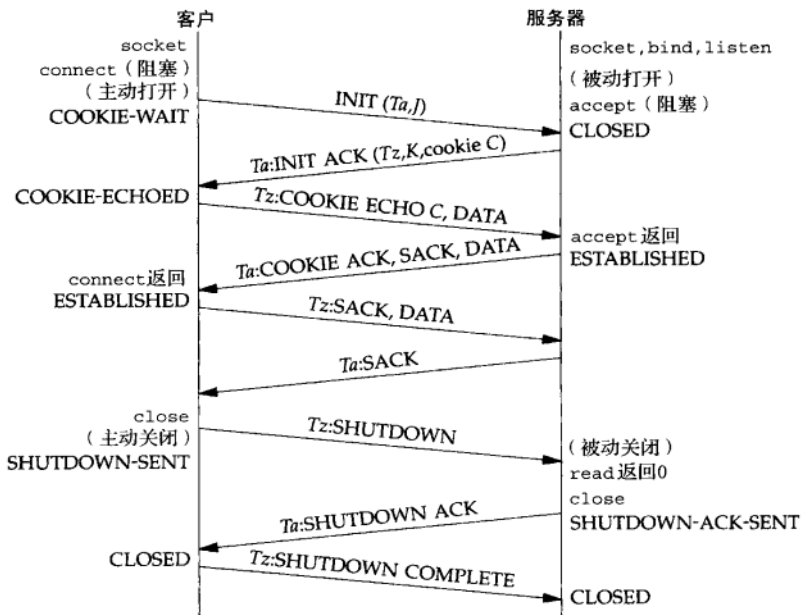 客户
服务器
socket
socket,bind,listen
connect（阻塞）
（被动打开）
（主动打开）
INIT (Ta,J)
accept（阻塞）
COOKIE-WAIT
CLOSED
Ta:INIT ACK (Tz,K,cookie C)
COOKIE-ECHOED
Tz:COOKIE ECHO C, DATA
accept返回
Ta:COOKIE ACK, SACK, DATA
ESTABLISHED
connect返回
ESTABLISHED
Tz:SACK, DATA
Ta:SACK
close
（主动关闭）
Tz:SHUTDOWN
（被动关闭）
SHUTDOWN-SENT
read返回0
close
Ta:SHUTDOWN ACK
SHUTDOWN-ACK-SENT
CLOSED
Tz:SHUTDOWN COMPLETE
CLOSED